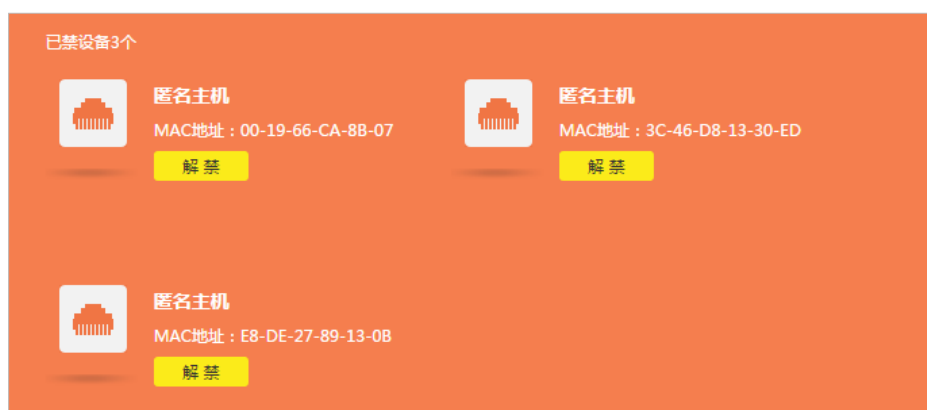 已禁设备3个
匿名主机
MAC地址：00-19-66-CA-8B-07
解 禁
匿名主机
MAC地址：3C-46-D8-13-30-ED
解 禁
匿名主机
MAC地址：E8-DE-27-89-13-0B
解 禁